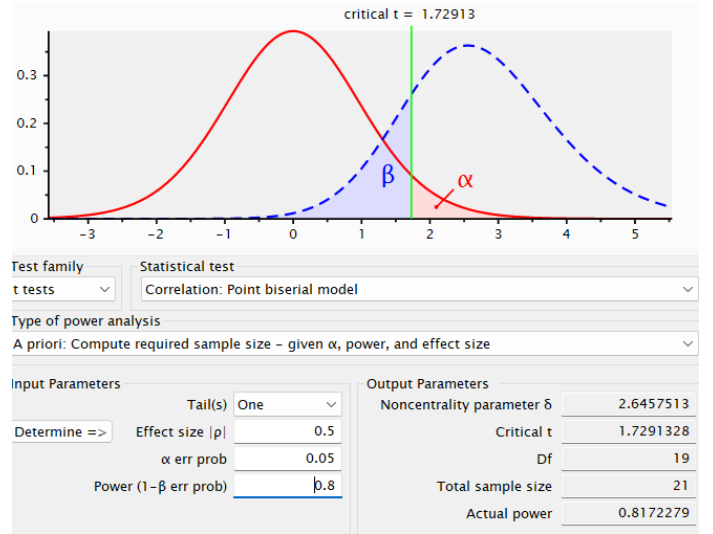 critical t = 1.72913
0.3
0.2
0.1
0
β
α
-3 -2 -1 0 1 2 3 4 5
Test family
Statistical test
t tests
Correlation: Point biserial model
Type of power analysis
A priori: Compute required sample size - given α, power, and effect size
Input Parameters
Output Parameters
Tail(s) One
Noncentrality parameter δ 2.6457513
Determine => Effect size |ρ| 0.5
Critical t 1.7291328
α err prob 0.05
Df 19
Power (1-β err prob) 0.8
Total sample size 21
Actual power 0.8172279